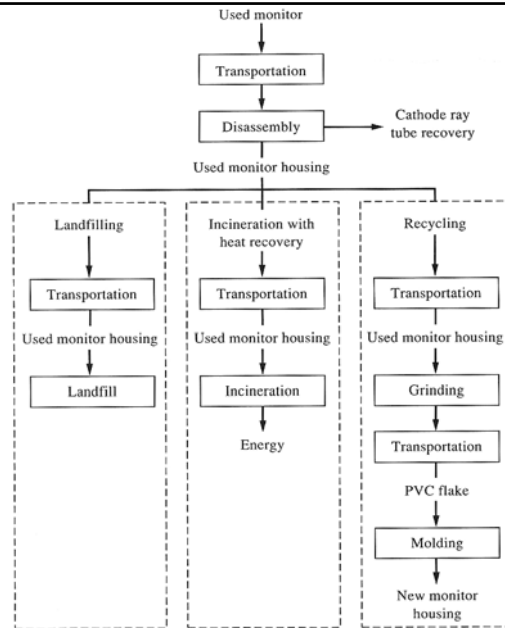 Used monitor
Transportation
Disassembly
Cathode ray
tube recovery
Used monitor housing
Landfilling
Transportation
Used monitor housing
Landfill
Incineration with
heat recovery
Transportation
Used monitor housing
Incineration
Energy
Recycling
Transportation
Used monitor housing
Grinding
Transportation
PVC flake
Molding
New monitor
housing